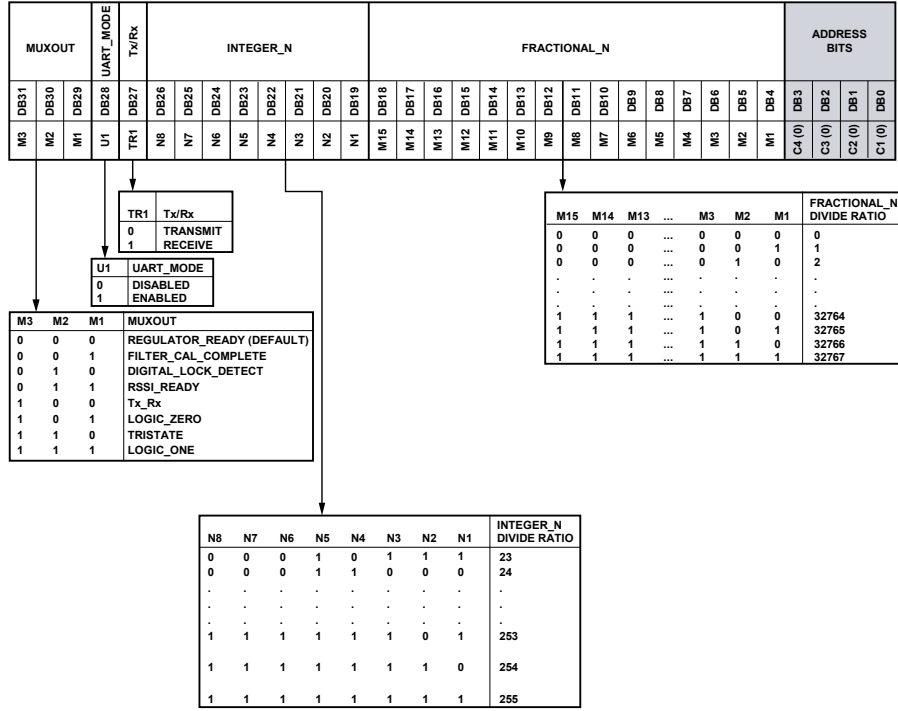 MUXOUT UART_MODE Tx/Rx INTEGER_N FRACTIONAL_N ADDRESS BITS
DB31 DB30 DB29 DB28 DB27 DB26 DB25 DB24 DB23 DB22 DB21 DB20 DB19 DB18 DB17 DB16 DB15 DB14 DB13 DB12 DB11 DB10 DB9 DB8 DB7 DB6 DB5 DB4 DB3 DB2 DB1 DB0
M3 M2 M1 U1 TR1 N8 N7 N6 N5 N4 N3 N2 N1 M15 M14 M13 M12 M11 M10 M9 M8 M7 M6 M5 M4 M3 M2 M1 C4 (0) C3 (0) C2 (0) C1 (0)
TR1 Tx/Rx
0 TRANSMIT
1 RECEIVE
U1 UART_MODE
0 DISABLED
1 ENABLED
M3 M2 M1 MUXOUT
0 0 0 REGULATOR_READY (DEFAULT)
0 0 1 FILTER_CAL_COMPLETE
0 1 0 DIGITAL_LOCK_DETECT
0 1 1 RSSI_READY
1 0 0 Tx_Rx
1 0 1 LOGIC_ZERO
1 1 0 TRISTATE
1 1 1 LOGIC_ONE
M15 M14 M13 ... M3 M2 M1 FRACTIONAL_N DIVIDE RATIO
0 0 0 ... 0 0 0 0
0 0 0 ... 0 0 1 1
0 0 0 ... 0 1 0 2
. . . ... . . . .
. . . ... . . . .
. . . ... . . . .
1 1 1 ... 1 0 0 32764
1 1 1 ... 1 0 1 32765
1 1 1 ... 1 1 0 32766
1 1 1 ... 1 1 1 32767
N8 N7 N6 N5 N4 N3 N2 N1 INTEGER_N DIVIDE RATIO
0 0 0 1 0 1 1 1 23
0 0 0 1 1 0 0 0 24
. . . . . . . . .
. . . . . . . . .
. . . . . . . . .
1 1 1 1 1 1 0 1 253
1 1 1 1 1 1 1 0 254
1 1 1 1 1 1 1 1 255